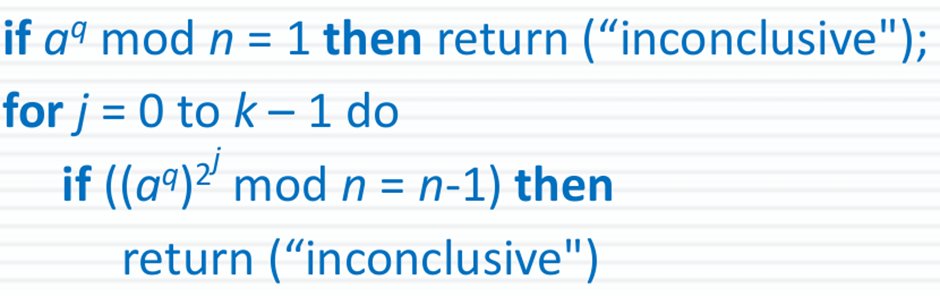 if a^q mod n = 1 then return (“inconclusive");
for j = 0 to k – 1 do
if ((a^q)^2^j mod n = n-1) then
return (“inconclusive")